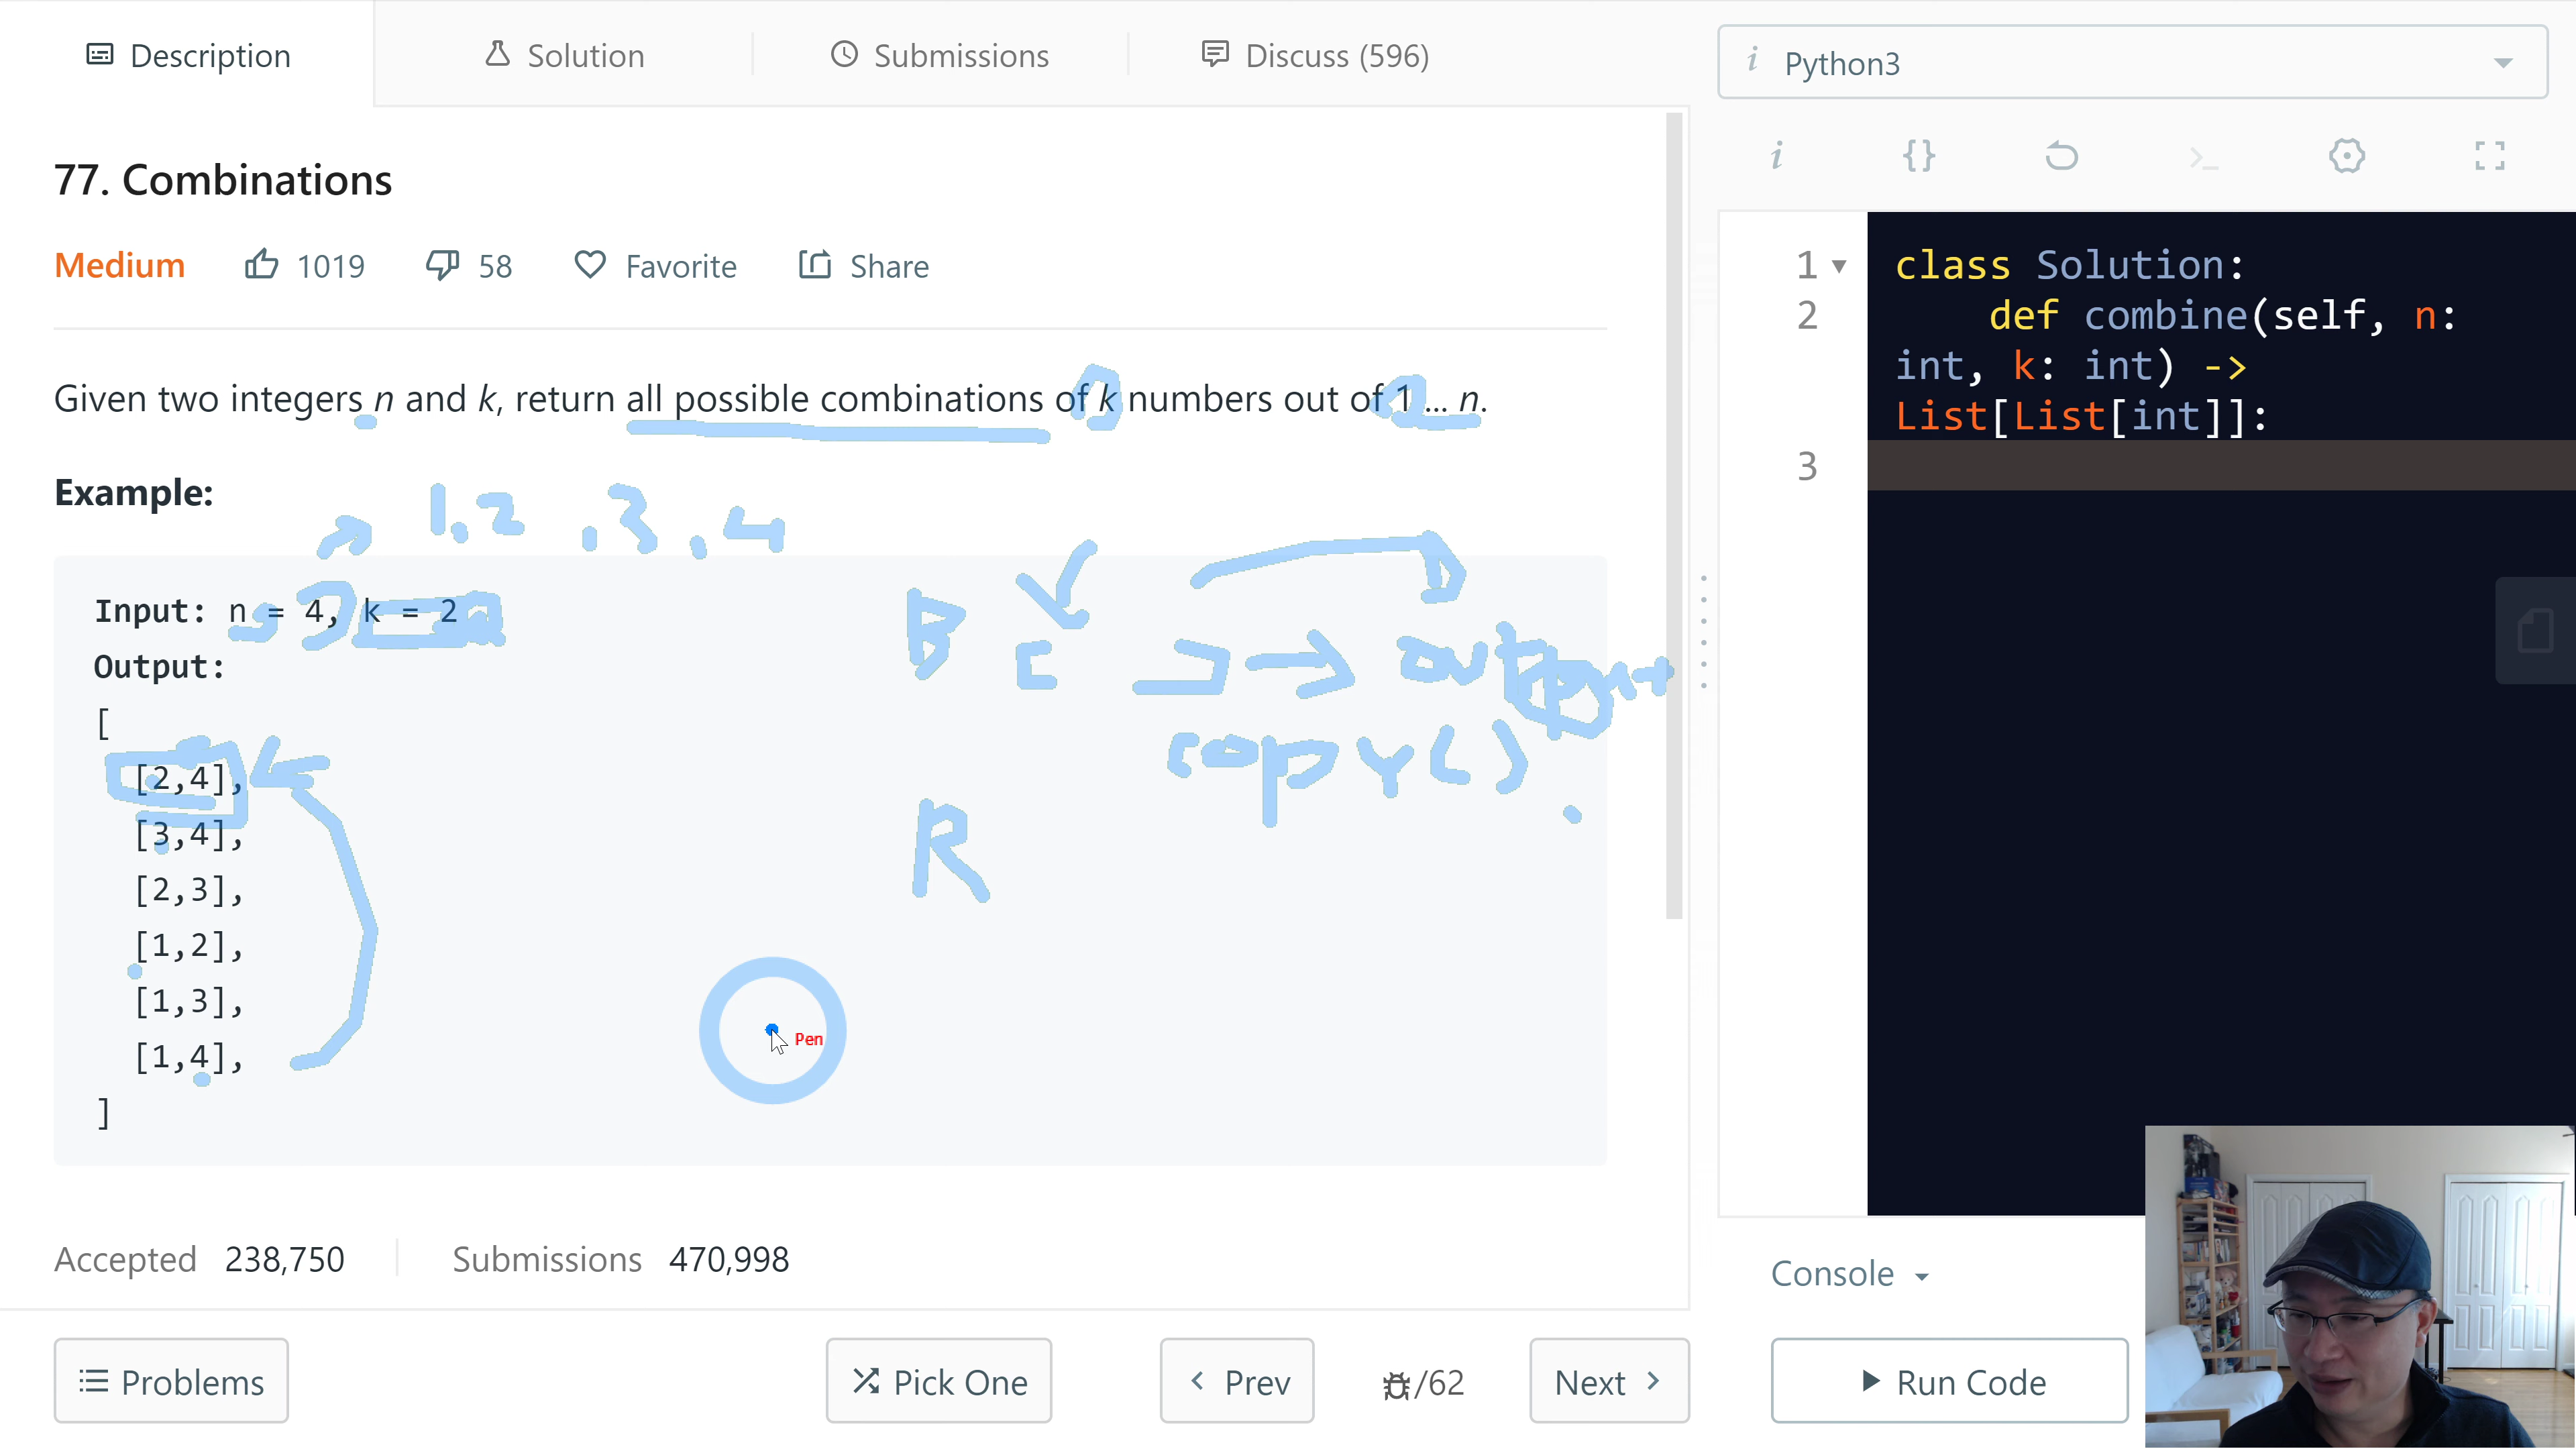 Description
Solution
Submissions
Discuss (596)
Python3
77. Combinations
Medium 1019 58 Favorite Share
Given two integers n and k, return all possible combinations of k numbers out of 1 ... n.
Example:
1, 2, 3, 4
Input: n = 4, k = 2
Output:
[
[2,4],
[3,4],
[2,3],
[1,2],
[1,3],
[1,4],
]
B [ ] → output
copy().
R
Pen
Accepted 238,750 Submissions 470,998
Problems
Pick One
Prev
/62
Next
1 class Solution:
2 def combine(self, n:
int, k: int) ->
List[List[int]]:
3
Console
Run Code